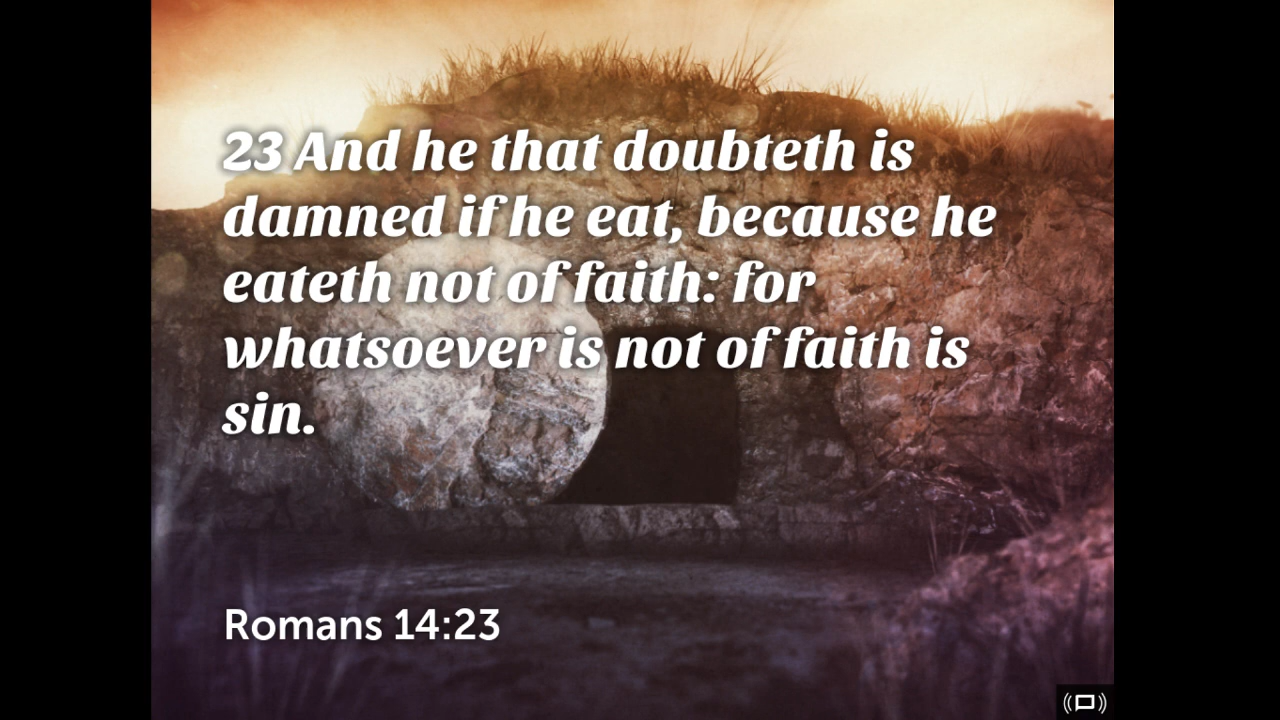 23 And he that doubteth is
damned if he eat, because he
eateth not of faith: for
whatsoever is not of faith is
sin.
Romans 14:23